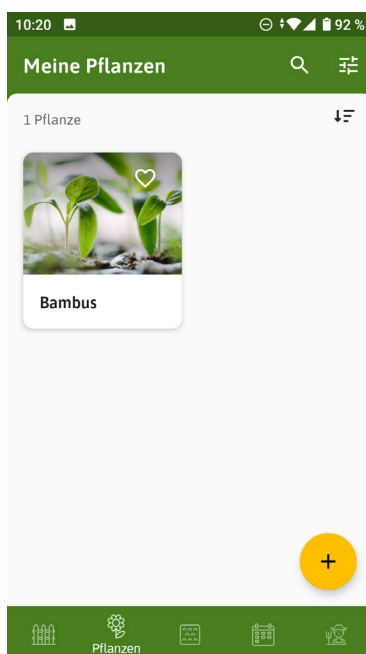 10:20 92 %
Meine Pflanzen
1 Pflanze
Bambus
Pflanzen